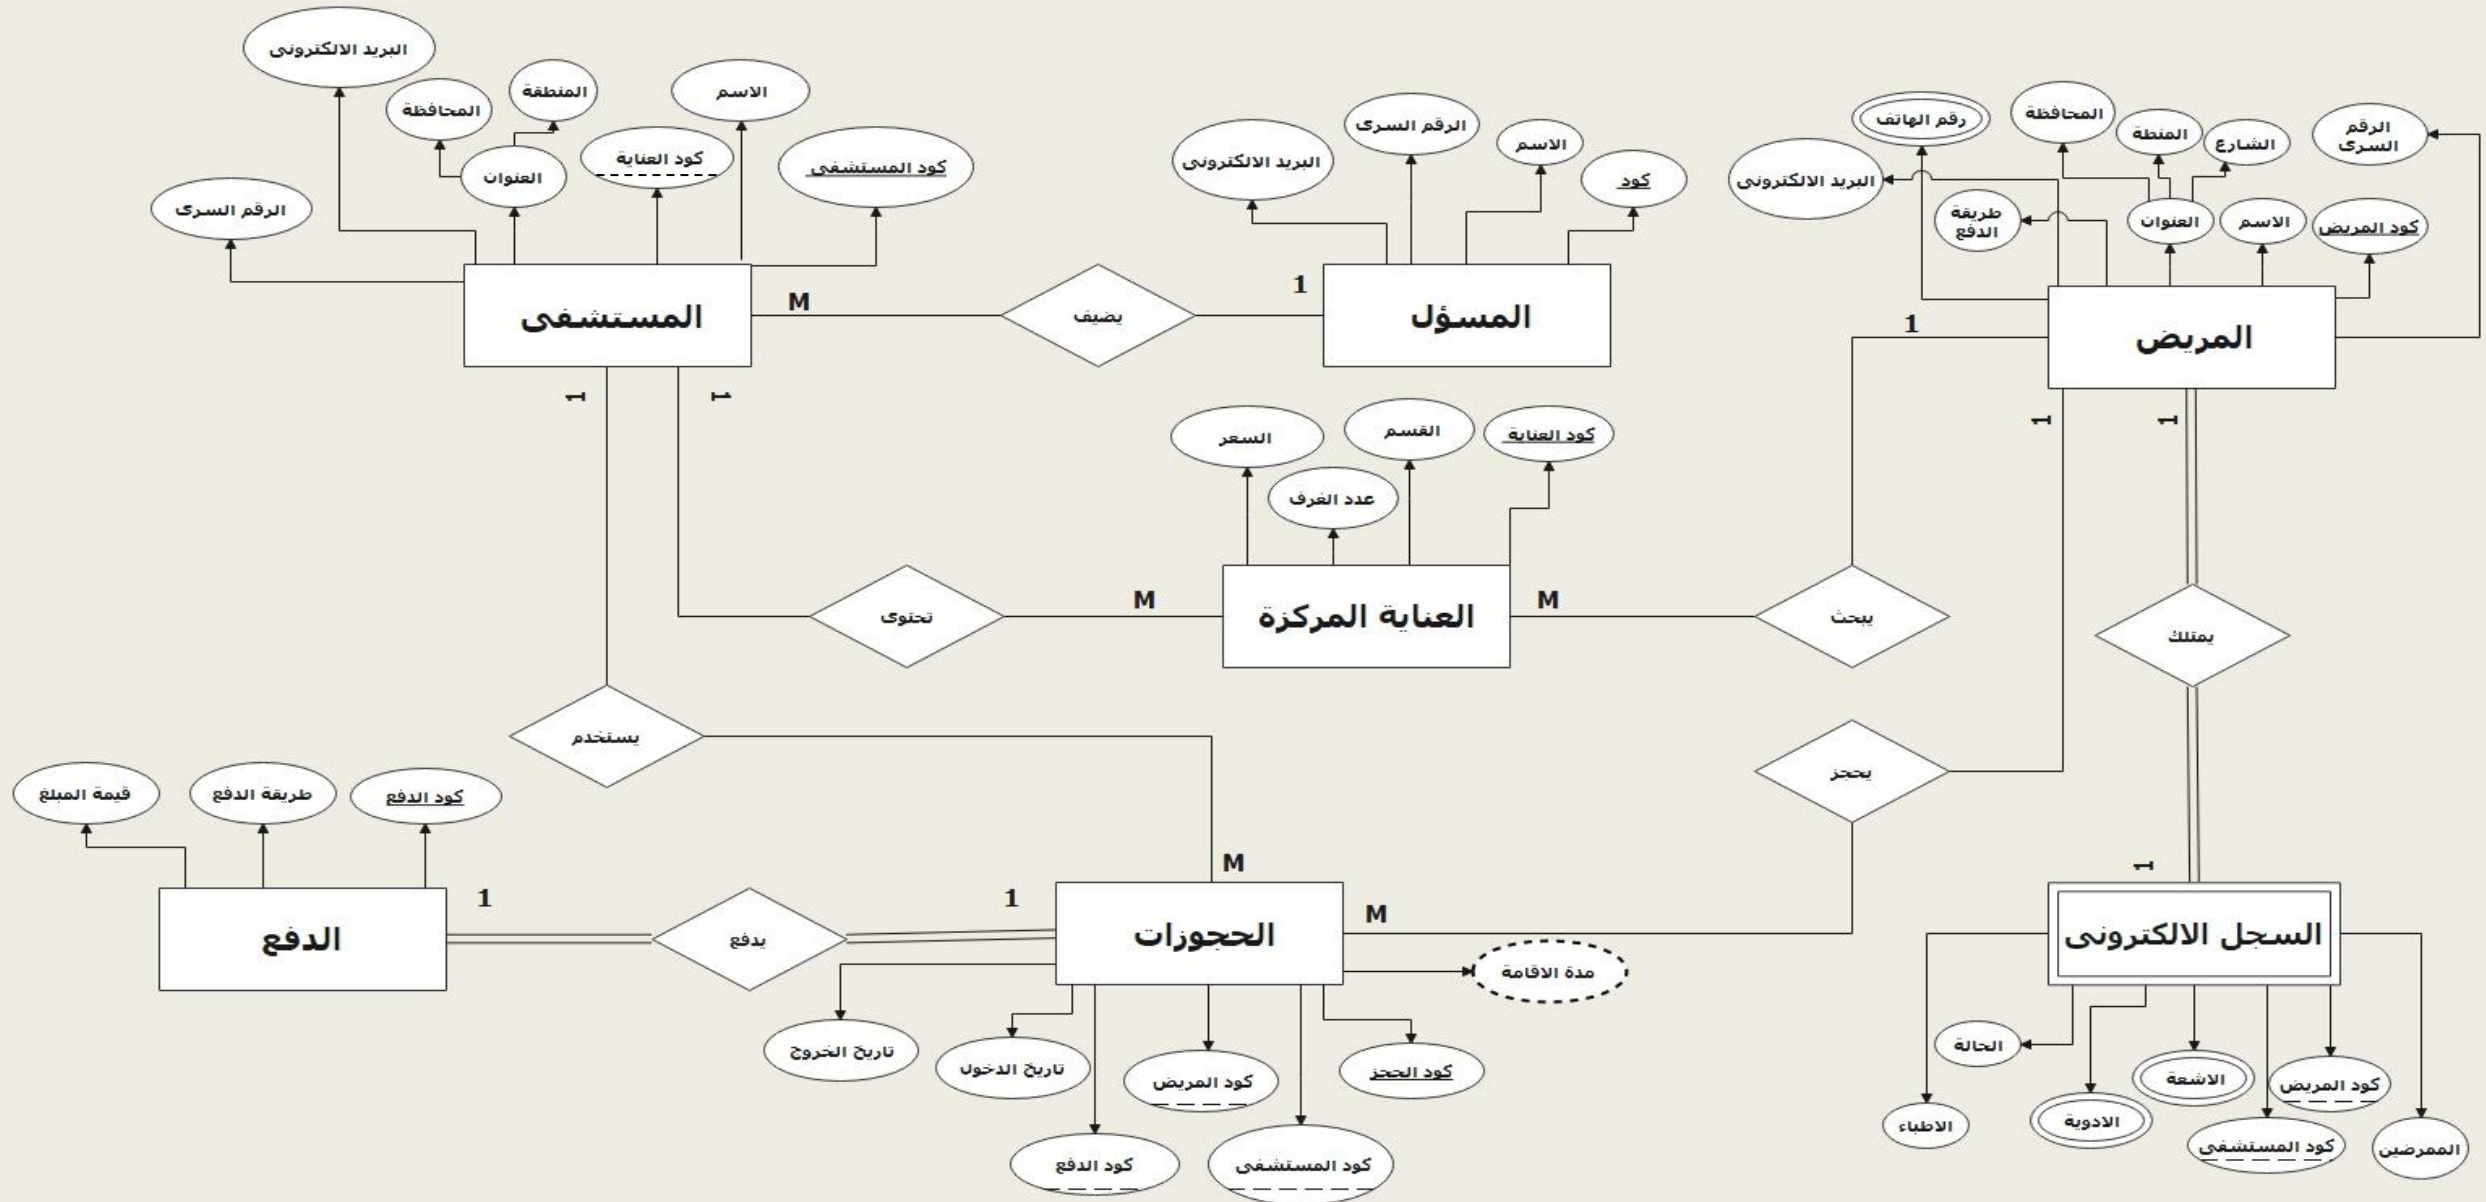 البريد الالكترونى
المحافظة
المنطقة
العنوان
كود العناية
الاسم
كود المستشفى
الرقم السرى
المستشفى
M
يضيف
1
البريد الالكترونى
الرقم السرى
الاسم
كود
المسؤل
رقم الهاتف
المحافظة
المنطة
الشارع
الرقم
السرى
البريد الالكترونى
طريقة
الدفع
العنوان
الاسم
كود المريض
المريض
1
1
1
1
1
السعر
عدد الغرف
القسم
كود العناية
العناية المركزة
تحتوى
M
M
يبحث
يمتلك
يستخدم
يحجز
قيمة المبلغ
طريقة الدفع
كود الدفع
الدفع
1
يدفع
1
M
الحجوزات
M
1
السجل الالكترونى
مدة الاقامة
تاريخ الخروج
تاريخ الدخول
كود المريض
كود الحجز
كود الدفع
كود المستشفى
الحالة
الاشعة
كود المريض
الاطباء
الادوية
كود المستشفى
الممرضين